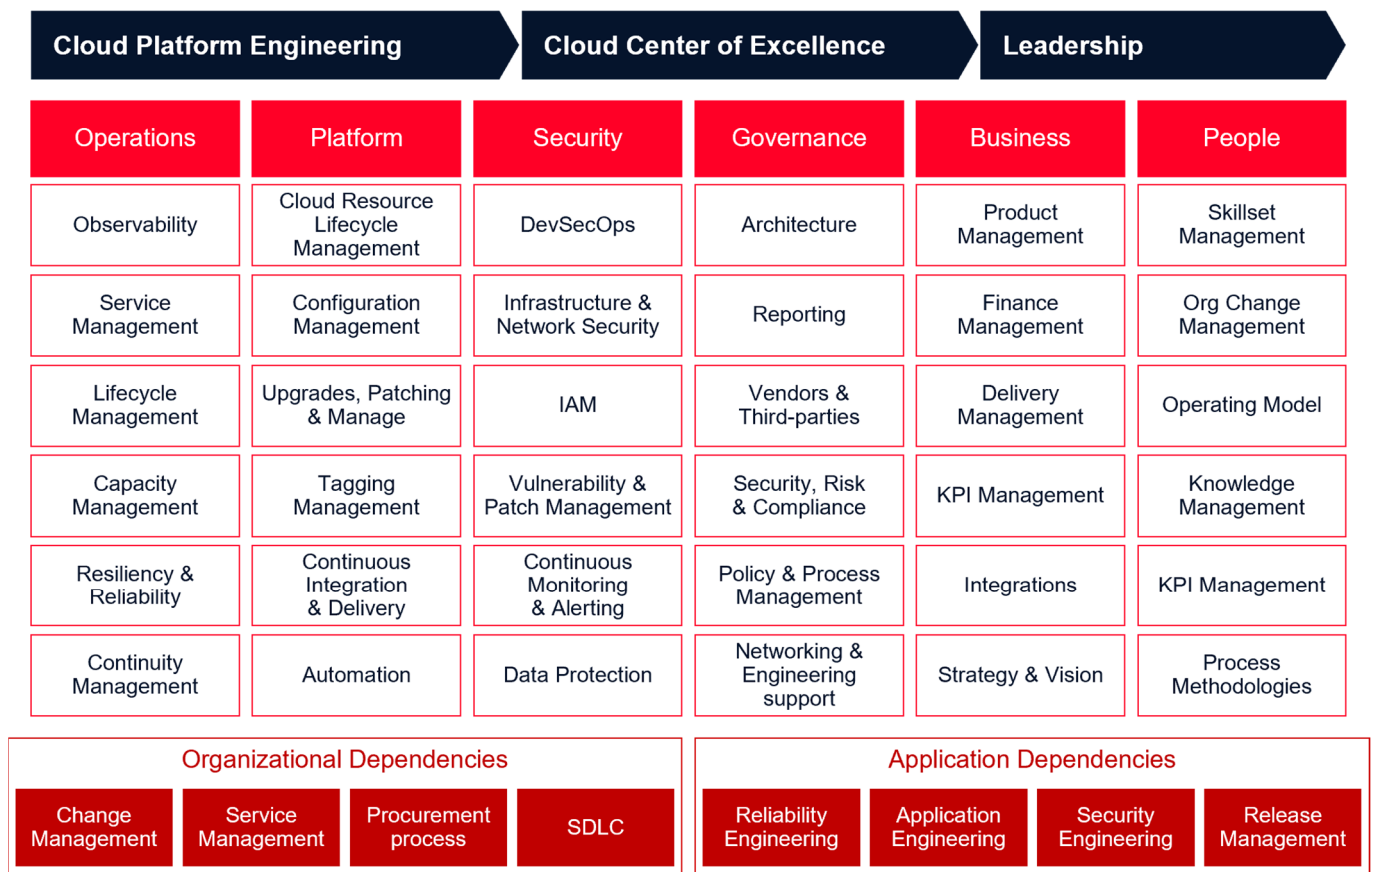 Cloud Platform Engineering
Cloud Center of Excellence
Leadership
Operations
Platform
Security
Governance
Business
People
Observability
Cloud Resource
Lifecycle
Management
DevSecOps
Architecture
Product
Management
Skillset
Management
Service
Management
Configuration
Management
Infrastructure &
Network Security
Reporting
Finance
Management
Org Change
Management
Lifecycle
Management
Upgrades, Patching
& Manage
IAM
Vendors &
Third-parties
Delivery
Management
Operating Model
Capacity
Management
Tagging
Management
Vulnerability &
Patch Management
Security, Risk
& Compliance
KPI Management
Knowledge
Management
Resiliency &
Reliability
Continuous
Integration
& Delivery
Continuous
Monitoring
& Alerting
Policy & Process
Management
Integrations
KPI Management
Continuity
Management
Automation
Data Protection
Networking &
Engineering
support
Strategy & Vision
Process
Methodologies
Organizational Dependencies
Change
Management
Service
Management
Procurement
process
SDLC
Application Dependencies
Reliability
Engineering
Application
Engineering
Security
Engineering
Release
Management